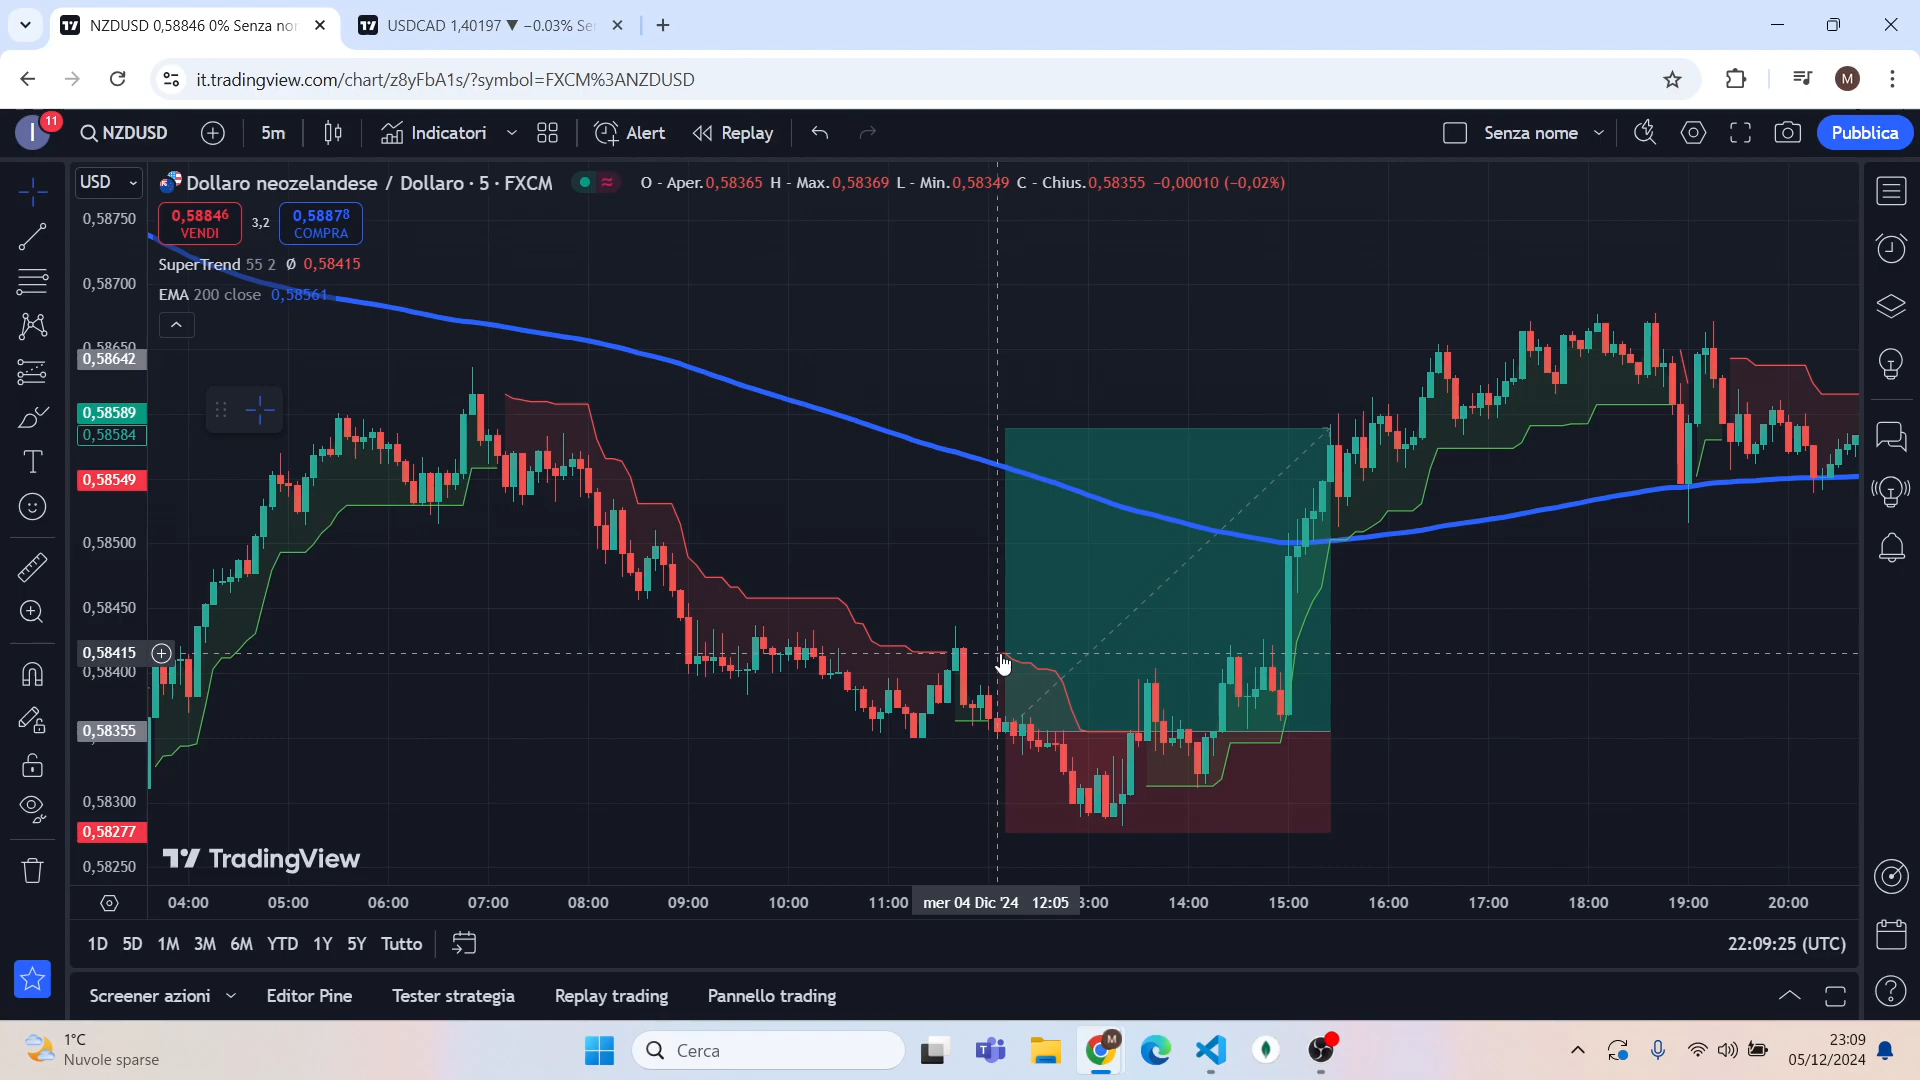 NZDUSD 0,58846 0% Senza nor
USDCAD 1,40197 ▼ −0.03% Se
it.tradingview.com/chart/z8yFbA1s/?symbol=FXCM%3ANZDUSD
M
I
11
NZDUSD
5m
Indicatori
Alert
Replay
Senza nome
Pubblica
USD
Dollaro neozelandese / Dollaro · 5 · FXCM
O - Aper.0,58365 H - Max.0,58369 L - Min.0,58349 C - Chius.0,58355 −0,00010 (−0,02%)
0,58846
VENDI
3,2
0,58878
COMPRA
SuperTrend 55 2 Ø 0,58415
EMA 200 close 0,58561
0,58750
0,58700
0,58650
0,58642
0,58589
0,58584
0,58549
0,58500
0,58450
0,58415
0,58400
0,58355
0,58300
0,58277
0,58250
TradingView
04:00 05:00 06:00 07:00 08:00 09:00 10:00 11:00 mer 04 Dic '24 12:05 3:00 14:00 15:00 16:00 17:00 18:00 19:00 20:00
1D 5D 1M 3M 6M YTD 1Y 5Y Tutto
22:09:25 (UTC)
Screener azioni Editor Pine Tester strategia Replay trading Pannello trading
1°C
Nuvole sparse
Cerca
M
23:09
05/12/2024